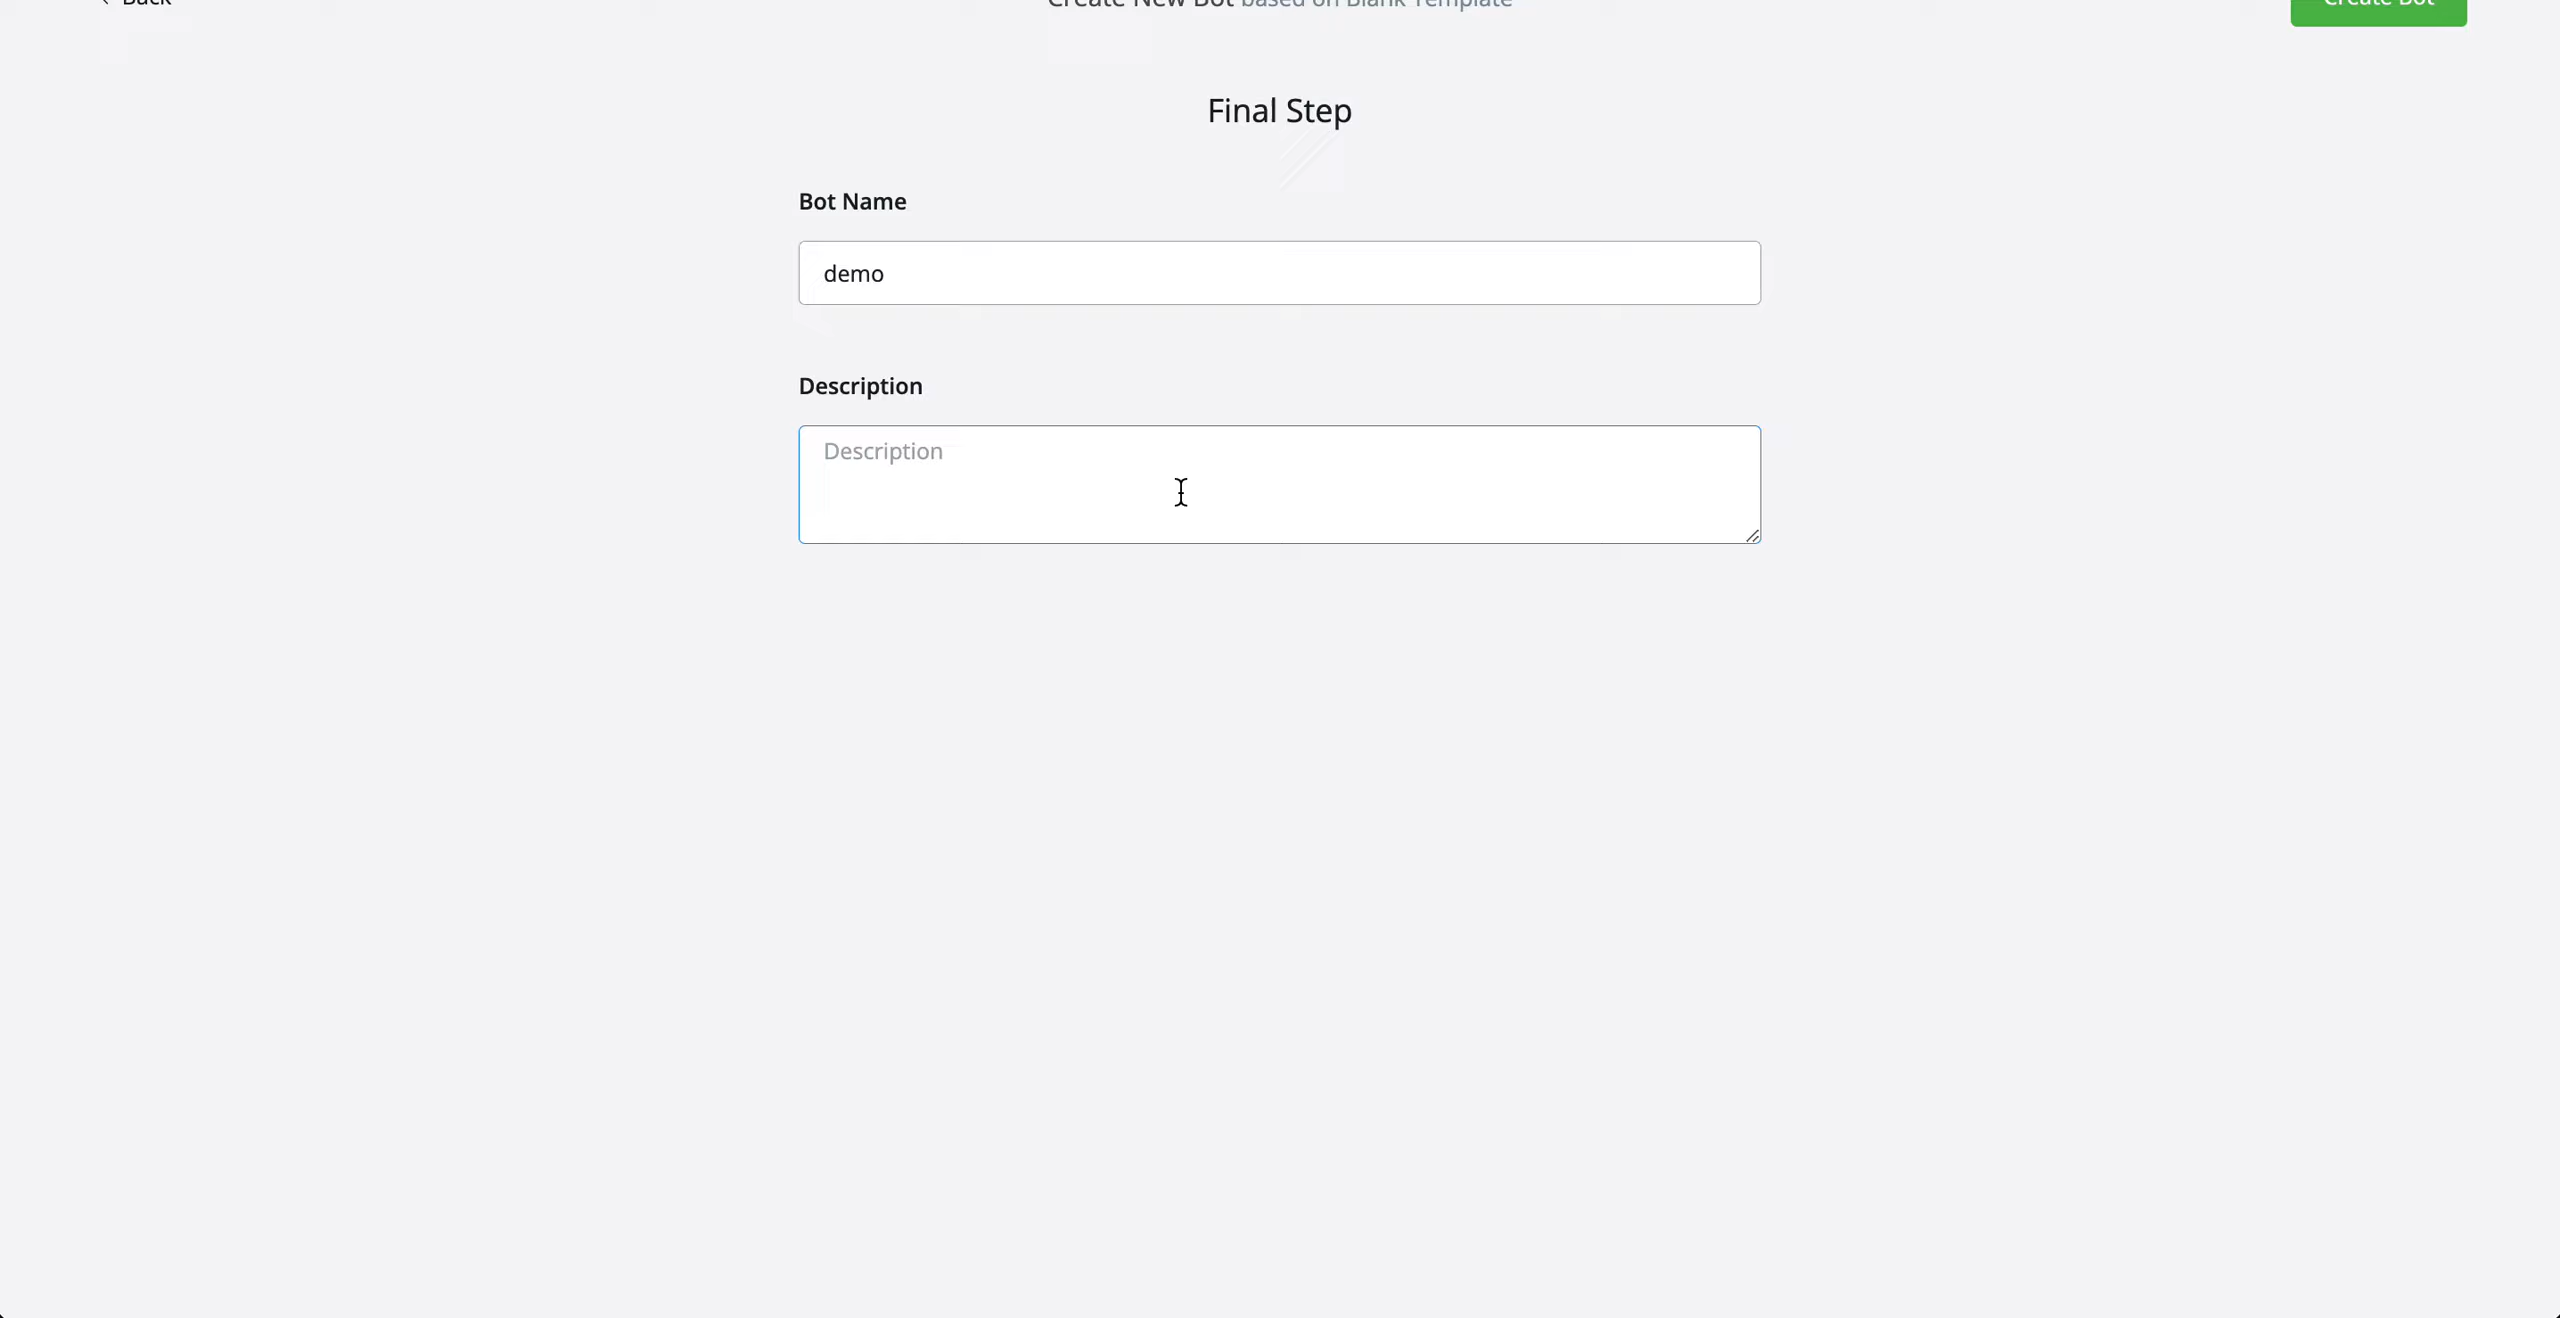 Back
Create New Bot based on Blank Template
Create Bot
Final Step
Bot Name
demo
Description
Description